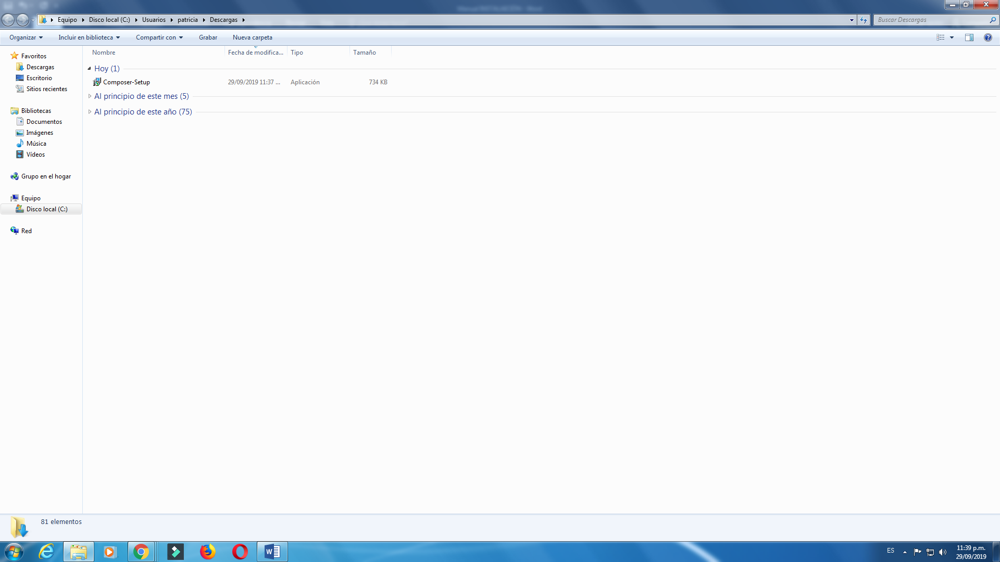 Equipo Disco local (C:) Usuarios patricia Descargas
Buscar Descargas
Organizar Incluir en biblioteca Compartir con Grabar Nueva carpeta
Nombre Fecha de modifica... Tipo Tamaño
Favoritos
Descargas
Escritorio
Sitios recientes
Bibliotecas
Documentos
Imágenes
Música
Vídeos
Grupo en el hogar
Equipo
Disco local (C:)
Red
Hoy (1)
Composer-Setup 29/09/2019 11:37 ... Aplicación 734 KB
Al principio de este mes (5)
Al principio de este año (75)
81 elementos
ES
11:39 p.m.
29/09/2019